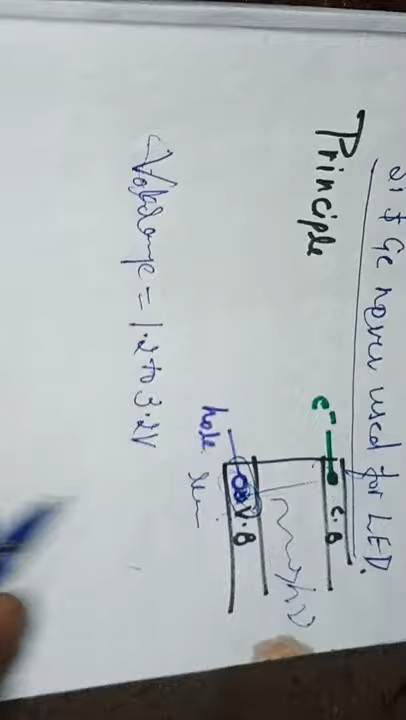 Si & Ge never used for LED.
Principle
e⁻
C.B
hν
V.B
hole
Voltage = 1.2 to 3.2V